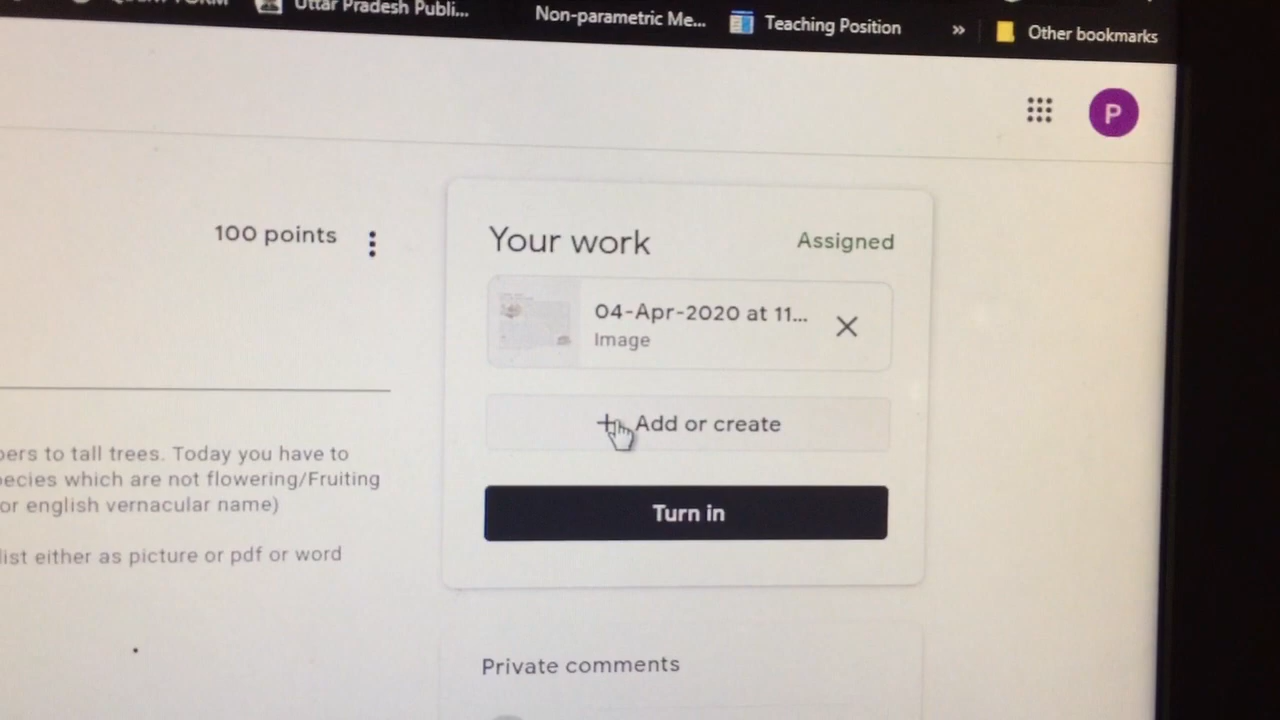 Uttar Pradesh Publi...
Non-parametric Me...
Teaching Position
»
Other bookmarks
P
100 points
Your work
Assigned
04-Apr-2020 at 11...
Image
+ Add or create
Turn in
pers to tall trees. Today you have to
pecies which are not flowering/Fruiting
or english vernacular name)
list either as picture or pdf or word
Private comments